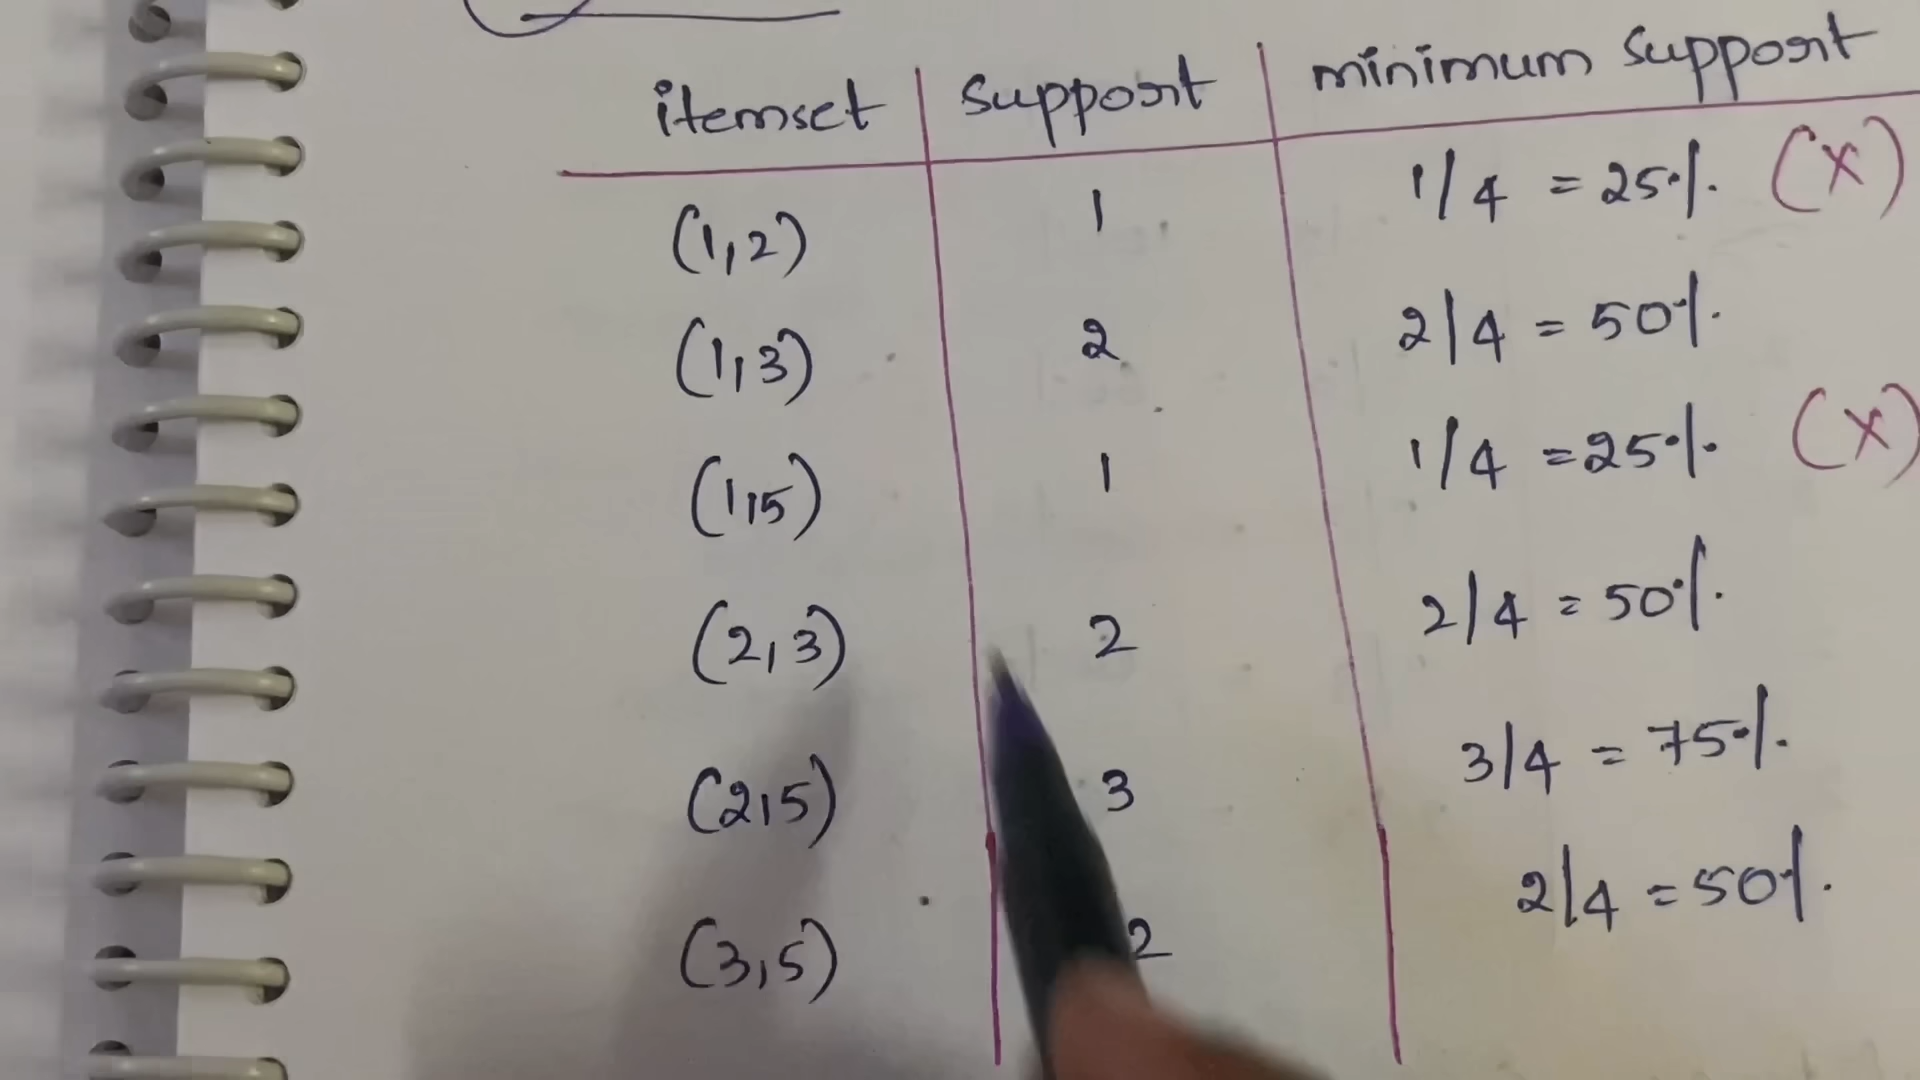 itemset support minimum support
(1,2) 1 1/4 = 25% (x)
(1,3) 2 2/4 = 50%
(1,5) 1 1/4 = 25% (x)
(2,3) 2 2/4 = 50%
(2,5) 3 3/4 = 75%
(3,5) 2 2/4 = 50%